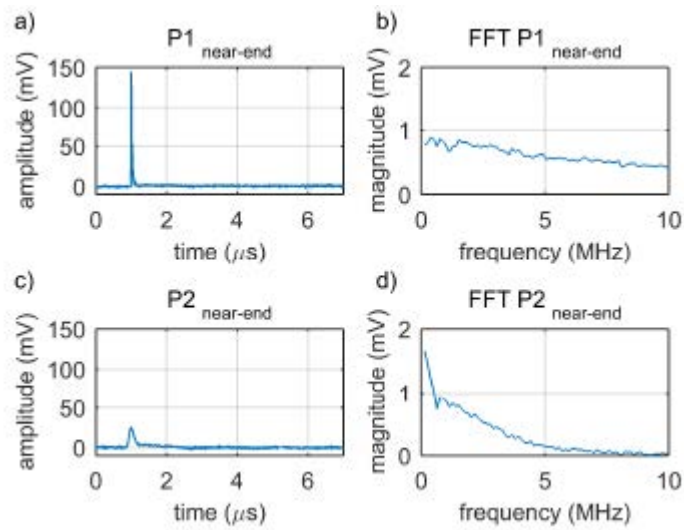 a)
P1 near-end
150
100
50
0
amplitude (mV)
0 2 4 6
time (μs)
b)
FFT P1 near-end
2
1
0
magnitude (mV)
0 5 10
frequency (MHz)
c)
P2 near-end
150
100
50
0
amplitude (mV)
0 2 4 6
time (μs)
d)
FFT P2 near-end
2
1
0
magnitude (mV)
0 5 10
frequency (MHz)